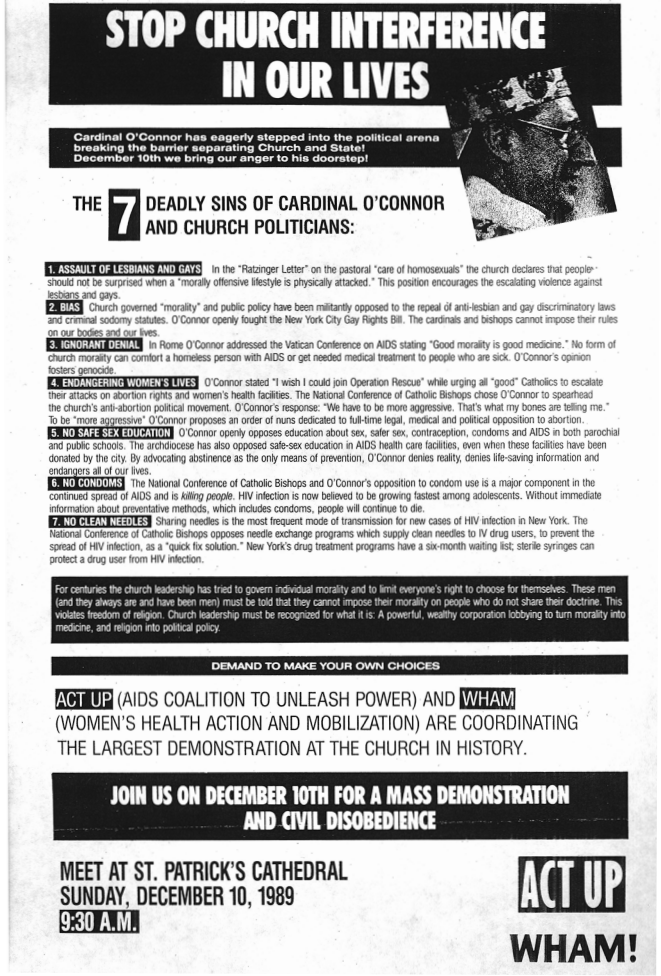 STOP CHURCH INTERFERENCE
IN OUR LIVES
Cardinal O'Connor has eagerly stepped into the political arena
breaking the barrier separating Church and State!
December 10th we bring our anger to his doorstep!
THE 7 DEADLY SINS OF CARDINAL O'CONNOR
AND CHURCH POLITICIANS:
1. ASSAULT OF LESBIANS AND GAYS In the "Ratzinger Letter" on the pastoral "care of homosexuals" the church declares that people
should not be surprised when a "morally offensive lifestyle is physically attacked." This position encourages the escalating violence against
lesbians and gays.
2. BIAS Church governed "morality" and public policy have been militantly opposed to the repeal of anti-lesbian and gay discriminatory laws
and criminal sodomy statutes. O'Connor openly fought the New York City Gay Rights Bill. The cardinals and bishops cannot impose their rules
on our bodies and our lives.
3. IGNORANT DENIAL In Rome O'Connor addressed the Vatican Conference on AIDS stating "Good morality is good medicine." No form of
church morality can comfort a homeless person with AIDS or get needed medical treatment to people who are sick. O'Connor's opinion
fosters genocide.
4. ENDANGERING WOMEN'S LIVES O'Connor stated "I wish I could join Operation Rescue" while urging all "good" Catholics to escalate
their attacks on abortion rights and women's health facilities. The National Conference of Catholic Bishops chose O'Connor to spearhead
the church's anti-abortion political movement. O'Connor's response: "We have to be more aggressive. That's what my bones are telling me."
To be "more aggressive" O'Connor proposes an order of nuns dedicated to full-time legal, medical and political opposition to abortion.
5. NO SAFE SEX EDUCATION O'Connor openly opposes education about sex, safer sex, contraception, condoms and AIDS in both parochial
and public schools. The archdiocese has also opposed safe-sex education in AIDS health care facilities, even when these facilities have been
donated by the city. By advocating abstinence as the only means of prevention, O'Connor denies reality, denies life-saving information and
endangers all of our lives.
6. NO CONDOMS The National Conference of Catholic Bishops and O'Connor's opposition to condom use is a major component in the
continued spread of AIDS and is killing people. HIV infection is now believed to be growing fastest among adolescents. Without immediate
information about preventative methods, which includes condoms, people will continue to die.
7. NO CLEAN NEEDLES Sharing needles is the most frequent mode of transmission for new cases of HIV infection in New York. The
National Conference of Catholic Bishops opposes needle exchange programs which supply clean needles to IV drug users, to prevent the
spread of HIV infection, as a "quick fix solution." New York's drug treatment programs have a six-month waiting list; sterile syringes can
protect a drug user from HIV infection.
For centuries the church leadership has tried to govern individual morality and to limit everyone's right to choose for themselves. These men
(and they always are and have been men) must be told that they cannot impose their morality on people who do not share their doctrine. This
violates freedom of religion. Church leadership must be recognized for what it is: A powerful, wealthy corporation lobbying to turn morality into
medicine, and religion into political policy.
DEMAND TO MAKE YOUR OWN CHOICES
ACT UP (AIDS COALITION TO UNLEASH POWER) AND WHAM
(WOMEN'S HEALTH ACTION AND MOBILIZATION) ARE COORDINATING
THE LARGEST DEMONSTRATION AT THE CHURCH IN HISTORY.
JOIN US ON DECEMBER 10TH FOR A MASS DEMONSTRATION
AND CIVIL DISOBEDIENCE
MEET AT ST. PATRICK'S CATHEDRAL
SUNDAY, DECEMBER 10, 1989
9:30 A.M.
ACT UP
WHAM!